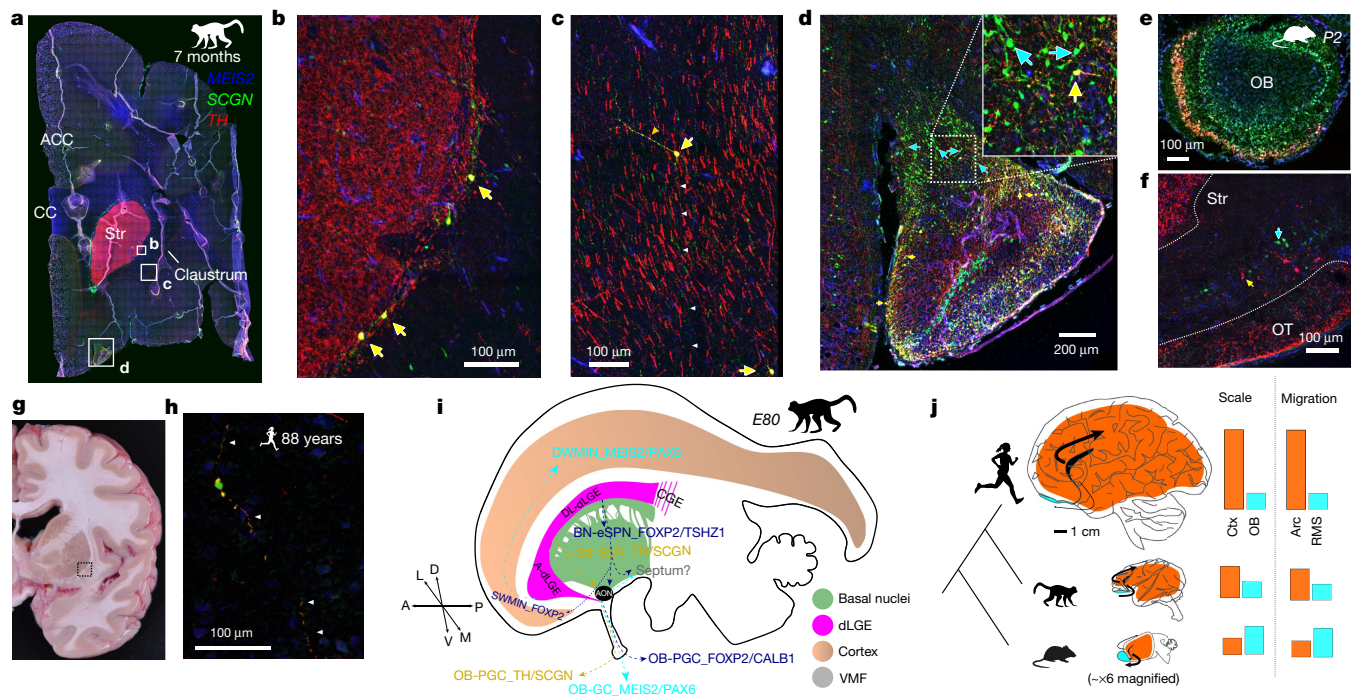 a
7 months
MEIS2
SCGN
TH
ACC
CC
Str
b
c
Claustrum
d
b
100 μm
c
100 μm
d
200 μm
e
P2
OB
100 μm
f
Str
OT
100 μm
g
h
88 years
100 μm
i
E80
DWMIN_MEIS2/PAX6
DL-dLGE
CGE
BN-eSPN_FOXP2/TSHZ1
Str-SLN_TH/SCGN
A-dLGE
Septum?
SWMIN_FOXP2
AON
L D
A P
V M
OB-PGC_FOXP2/CALB1
OB-PGC_TH/SCGN
OB-GC_MEIS2/PAX6
Basal nuclei
dLGE
Cortex
VMF
j
Scale
Migration
1 cm
Ctx
OB
Arc
RMS
(~×6 magnified)